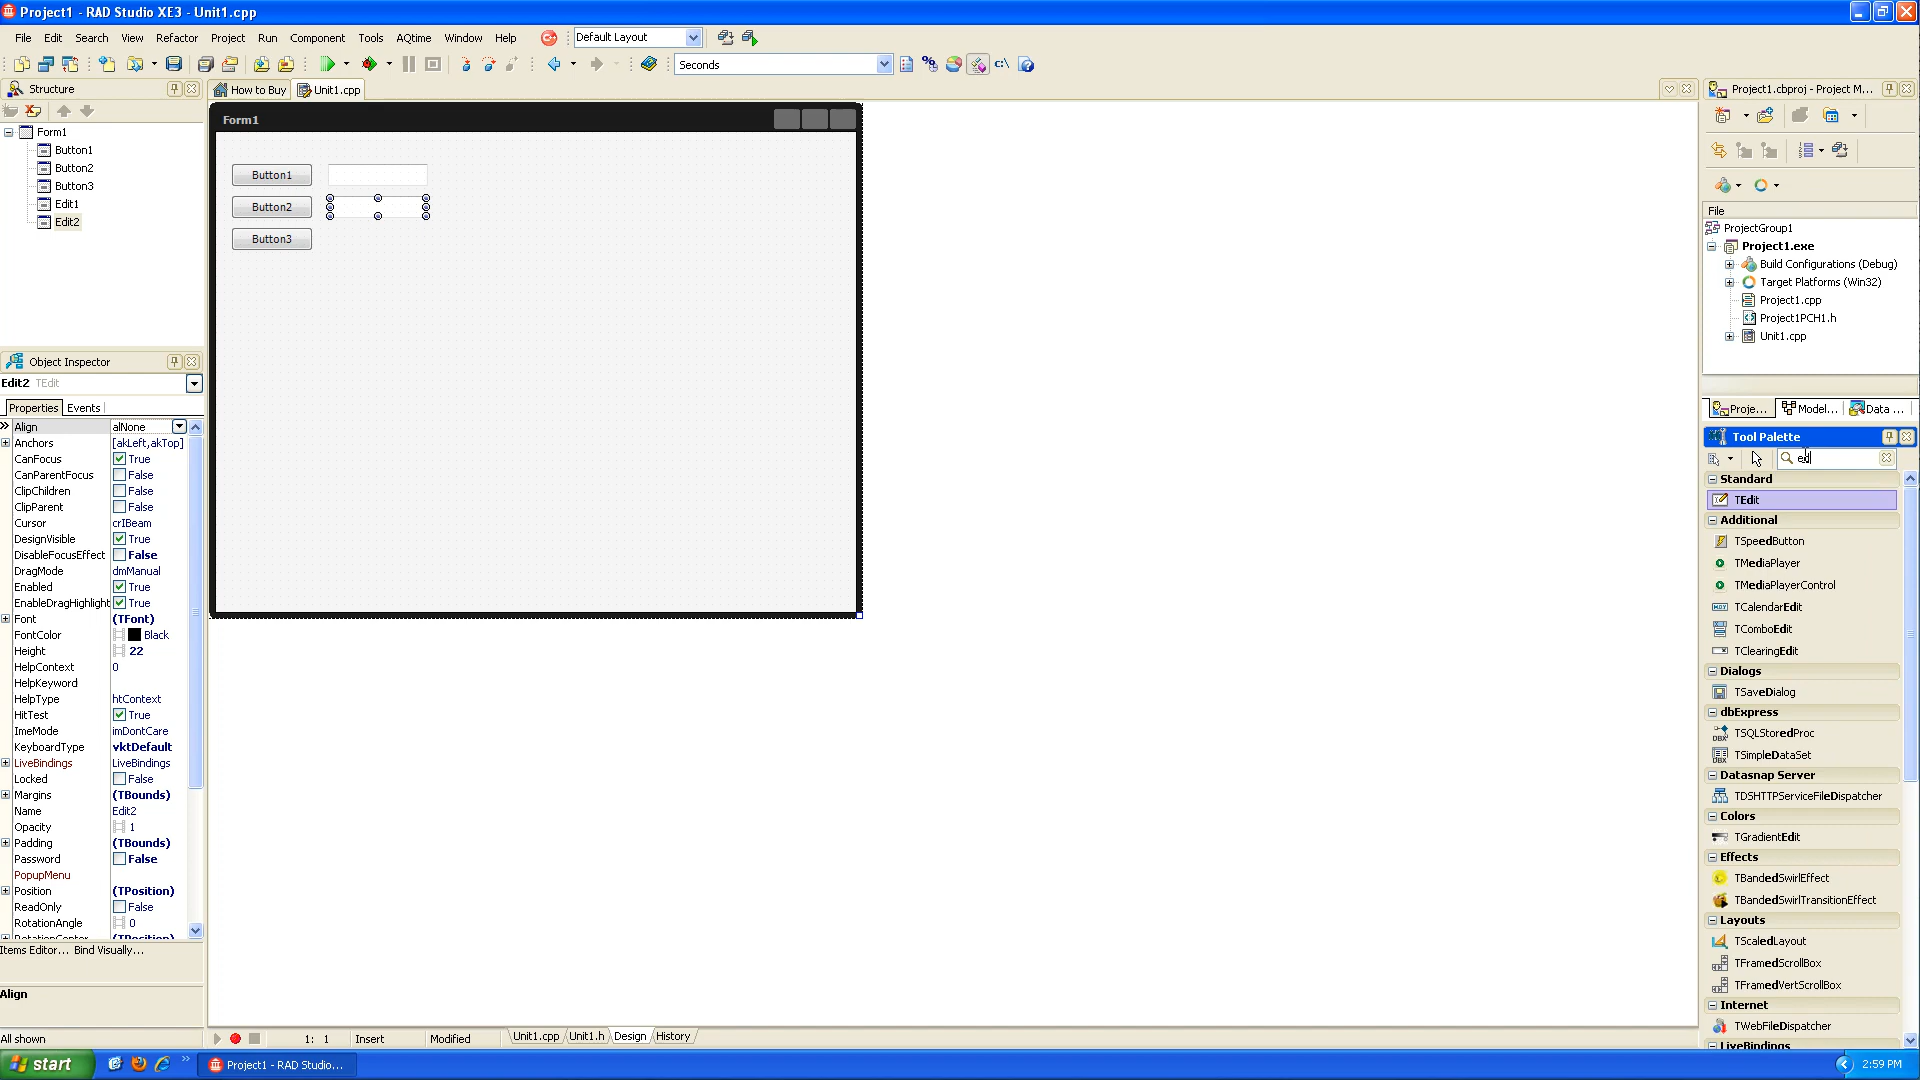 Project1 - RAD Studio XE3 - Unit1.cpp
File Edit Search View Refactor Project Run Component Tools AQtime Window Help Default Layout
Seconds C:\
Structure
How to Buy Unit1.cpp
Project1.cbproj - Project M...
Form1
Button1
Button2
Button3
Edit1
Edit2
Form1
Button1
Button2
Button3
Object Inspector
Edit2 TEdit
Properties Events
Align alNone
Anchors [akLeft,akTop]
CanFocus True
CanParentFocus False
ClipChildren False
ClipParent False
Cursor crIBeam
DesignVisible True
DisableFocusEffect False
DragMode dmManual
Enabled True
EnableDragHighlight True
Font (TFont)
FontColor Black
Height 22
HelpContext 0
HelpKeyword
HelpType htContext
HitTest True
ImeMode imDontCare
KeyboardType vktDefault
LiveBindings LiveBindings
Locked False
Margins (TBounds)
Name Edit2
Opacity 1
Padding (TBounds)
Password False
PopupMenu
Position (TPosition)
ReadOnly False
RotationAngle 0
RotationCenter (TPosition)
Items Editor... Bind Visually...
Align
All shown
1: 1 Insert Modified Unit1.cpp Unit1.h Design History
File
ProjectGroup1
Project1.exe
Build Configurations (Debug)
Target Platforms (Win32)
Project1.cpp
Project1PCH1.h
Unit1.cpp
Proje... Model... Data ...
Tool Palette
ed
Standard
TEdit
Additional
TSpeedButton
TMediaPlayer
TMediaPlayerControl
TCalendarEdit
TComboEdit
TClearingEdit
Dialogs
TSaveDialog
dbExpress
TSQLStoredProc
TSimpleDataSet
Datasnap Server
TDSHTTPServiceFileDispatcher
Colors
TGradientEdit
Effects
TBandedSwirlEffect
TBandedSwirlTransitionEffect
Layouts
TScaledLayout
TFramedScrollBox
TFramedVertScrollBox
Internet
TWebFileDispatcher
LiveBindings
start Project1 - RAD Studio... 2:59 PM